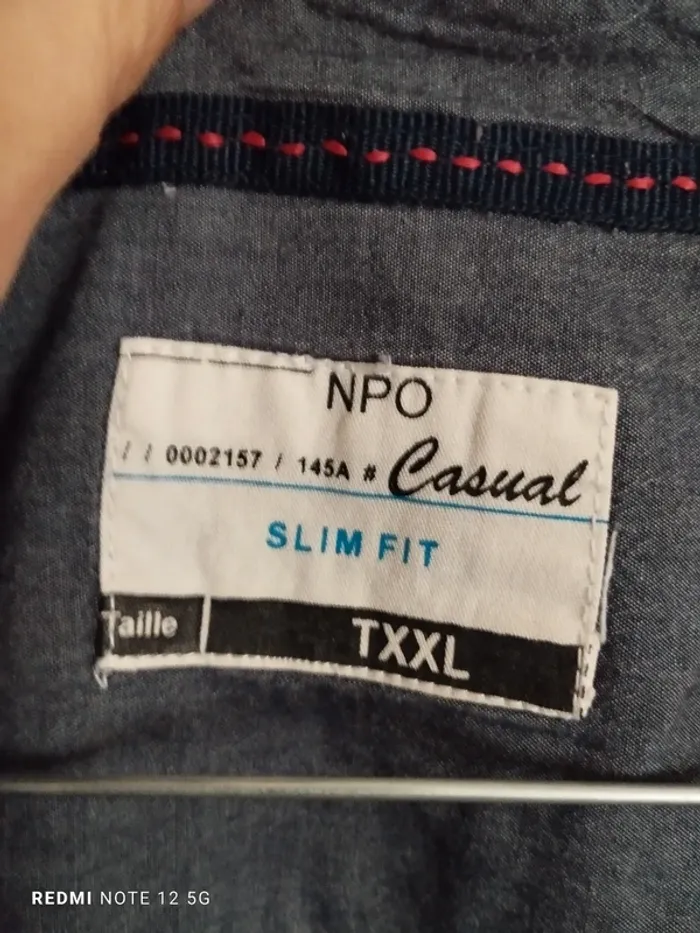 NPO
/ / 0002157 / 145A # Casual
SLIM FIT
Taille TXXL
REDMI NOTE 12 5G